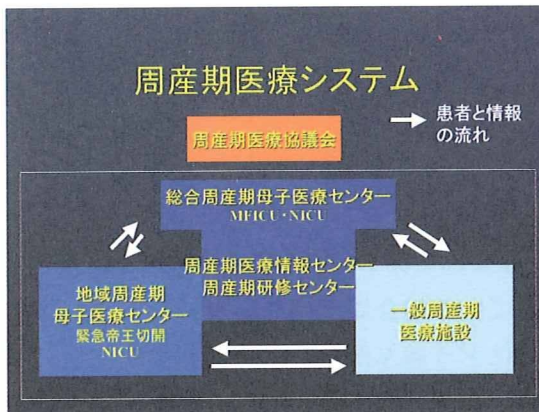 周産期医療システム
患者と情報
の流れ
周産期医療協議会
総合周産期母子医療センター
MFICU・NICU
周産期医療情報センター
周産期研修センター
地域周産期
母子医療センター
緊急帝王切開
NICU
一般周産期
医療施設